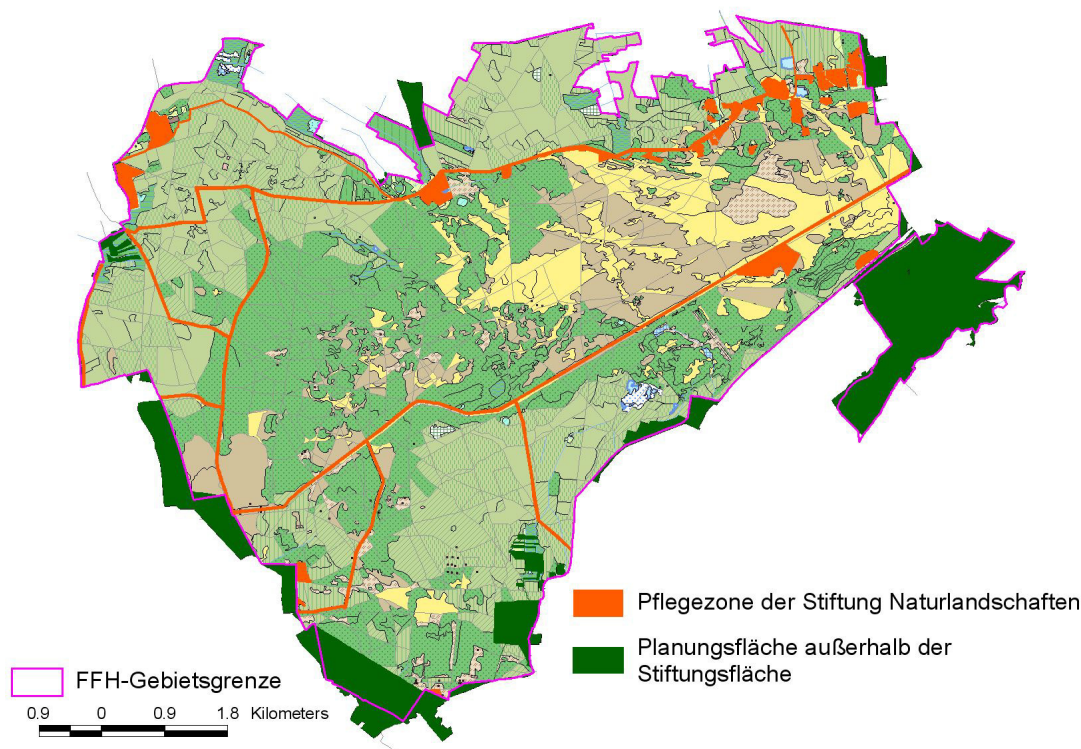 Pflegezone der Stiftung Naturlandschaften
Planungsfläche außerhalb der
Stiftungsfläche
FFH-Gebietsgrenze
0.9 0 0.9 1.8 Kilometers